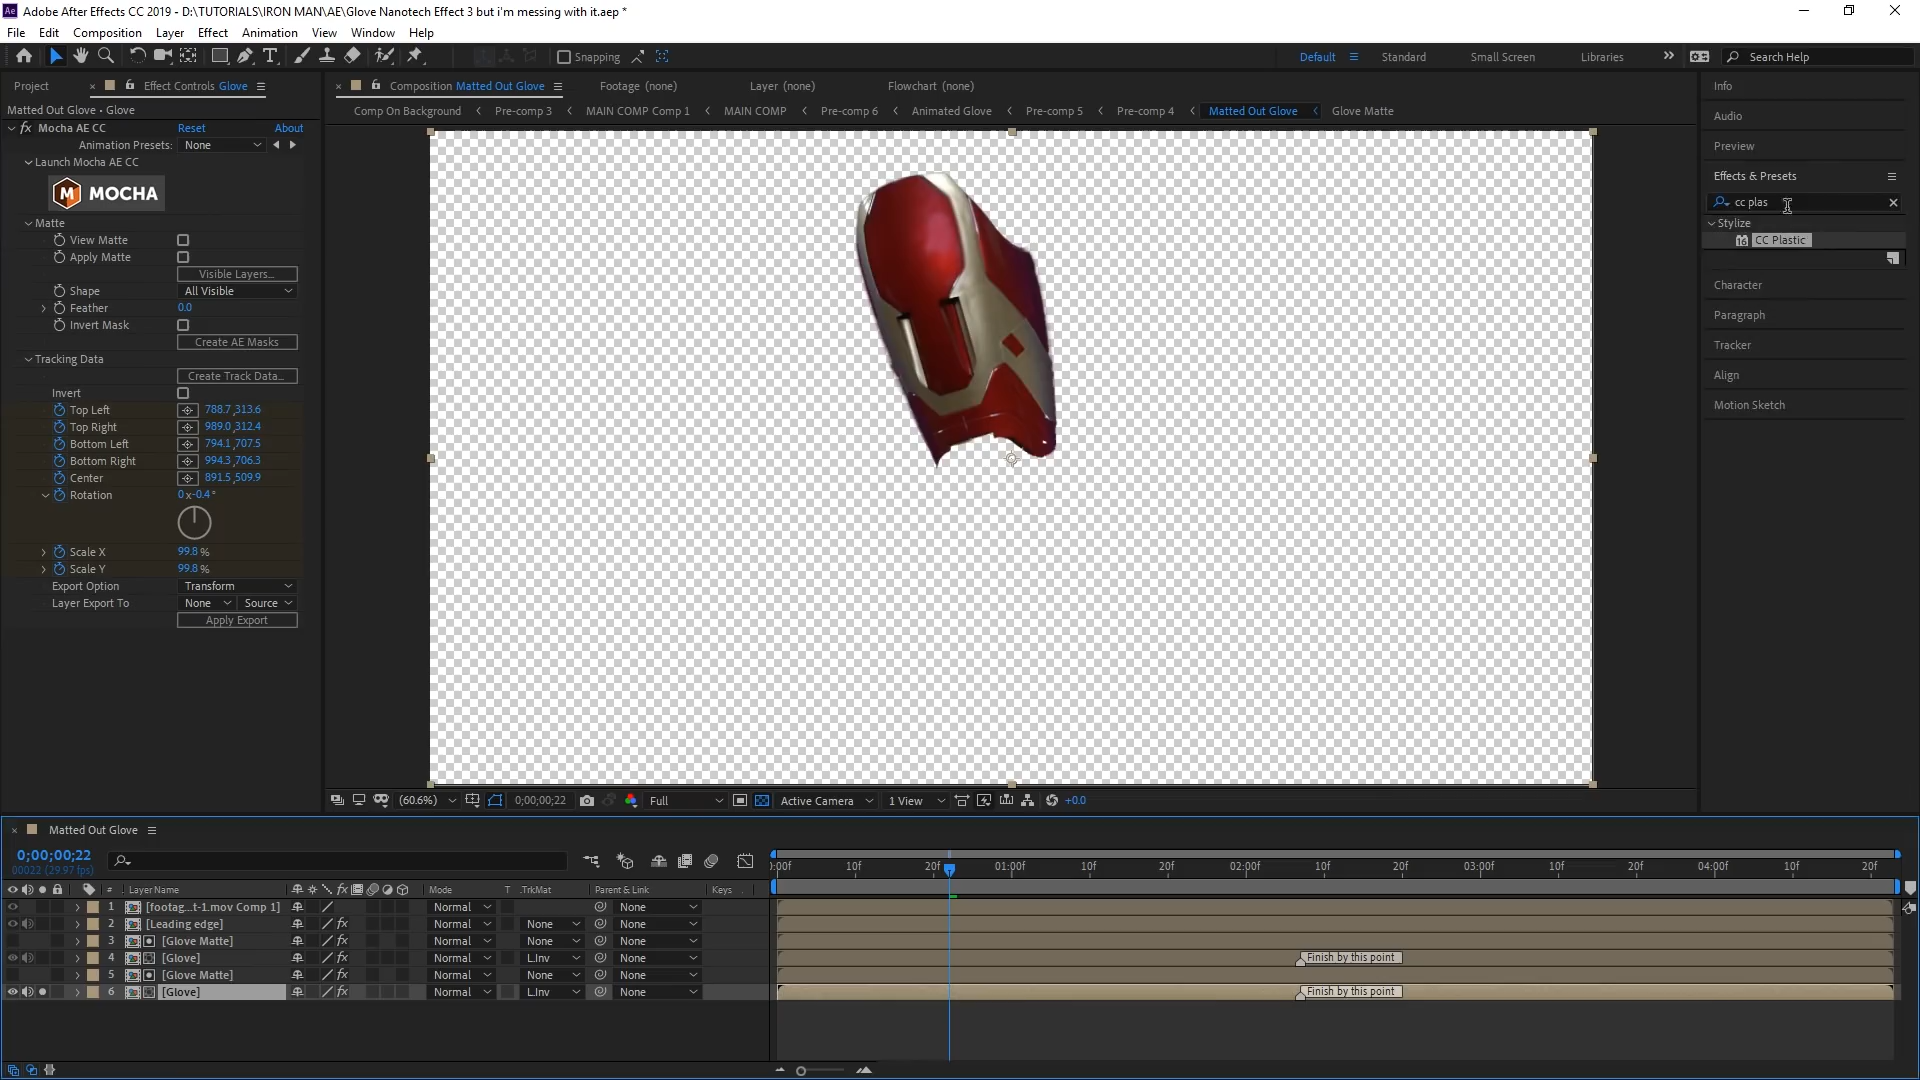 Adobe After Effects CC 2019 - D:\TUTORIALS\IRON MAN\AE\Glove Nanotech Effect 3 but i'm messing with it.aep *
File Edit Composition Layer Effect Animation View Window Help
Snapping Default Standard Small Screen Libraries Search Help
Project Effect Controls Glove Composition Matted Out Glove Footage (none) Layer (none) Flowchart (none) Info
Matted Out Glove • Glove Comp On Background Pre-comp 3 MAIN COMP Comp 1 MAIN COMP Pre-comp 6 Animated Glove Pre-comp 5 Pre-comp 4 Matted Out Glove Glove Matte
Audio
Preview
Effects & Presets
cc plas
Stylize
CC Plastic
Character
Paragraph
Tracker
Align
Motion Sketch
fx Mocha AE CC Reset About
Animation Presets: None
Launch Mocha AE CC
M MOCHA
Matte
View Matte
Apply Matte
Visible Layers...
Shape All Visible
Feather 0.0
Invert Mask
Create AE Masks
Tracking Data
Create Track Data...
Invert
Top Left 788.7,313.6
Top Right 989.0,312.4
Bottom Left 794.1,707.5
Bottom Right 994.3,706.3
Center 891.5,509.9
Rotation 0x-0.4°
Scale X 99.8 %
Scale Y 99.8 %
Export Option Transform
Layer Export To None Source
Apply Export
(60.6%) 0;00;00;22 Full Active Camera 1 View +0.0
Matted Out Glove
0;00;00;22
00022 (29.97 fps)
):00f 10f 20f 01:00f 10f 20f 02:00f 10f 20f 03:00f 10f 20f 04:00f 10f 20f
# Layer Name fx Mode T .TrkMat Parent & Link Keys
1 [footag...t-1.mov Comp 1] Normal None
2 [Leading edge] fx Normal None None
3 [Glove Matte] fx Normal None None
4 [Glove] fx Normal L.Inv None Finish by this point
5 [Glove Matte] fx Normal None None
6 [Glove] fx Normal L.Inv None Finish by this point